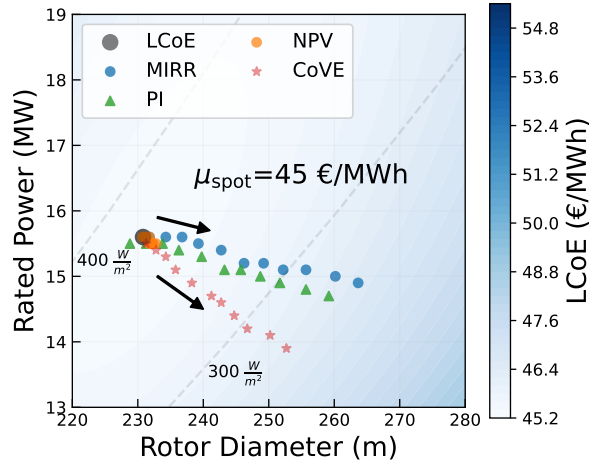 LCoE
MIRR
PI
NPV
CoVE
μspot=45 €/MWh
400 W/m²
300 W/m²
Rated Power (MW)
19
18
17
16
15
14
13
220
230
240
250
260
270
280
Rotor Diameter (m)
54.8
53.6
52.4
51.2
50.0
48.8
47.6
46.4
45.2
LCoE (€/MWh)